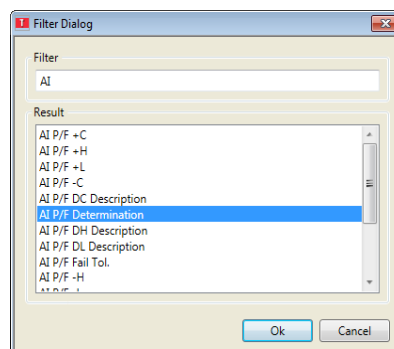 Filter Dialog
Filter
AI
Result
AI P/F +C
AI P/F +H
AI P/F +L
AI P/F -C
AI P/F DC Description
AI P/F Determination
AI P/F DH Description
AI P/F DL Description
AI P/F Fail Tol.
AI P/F -H
Ok Cancel